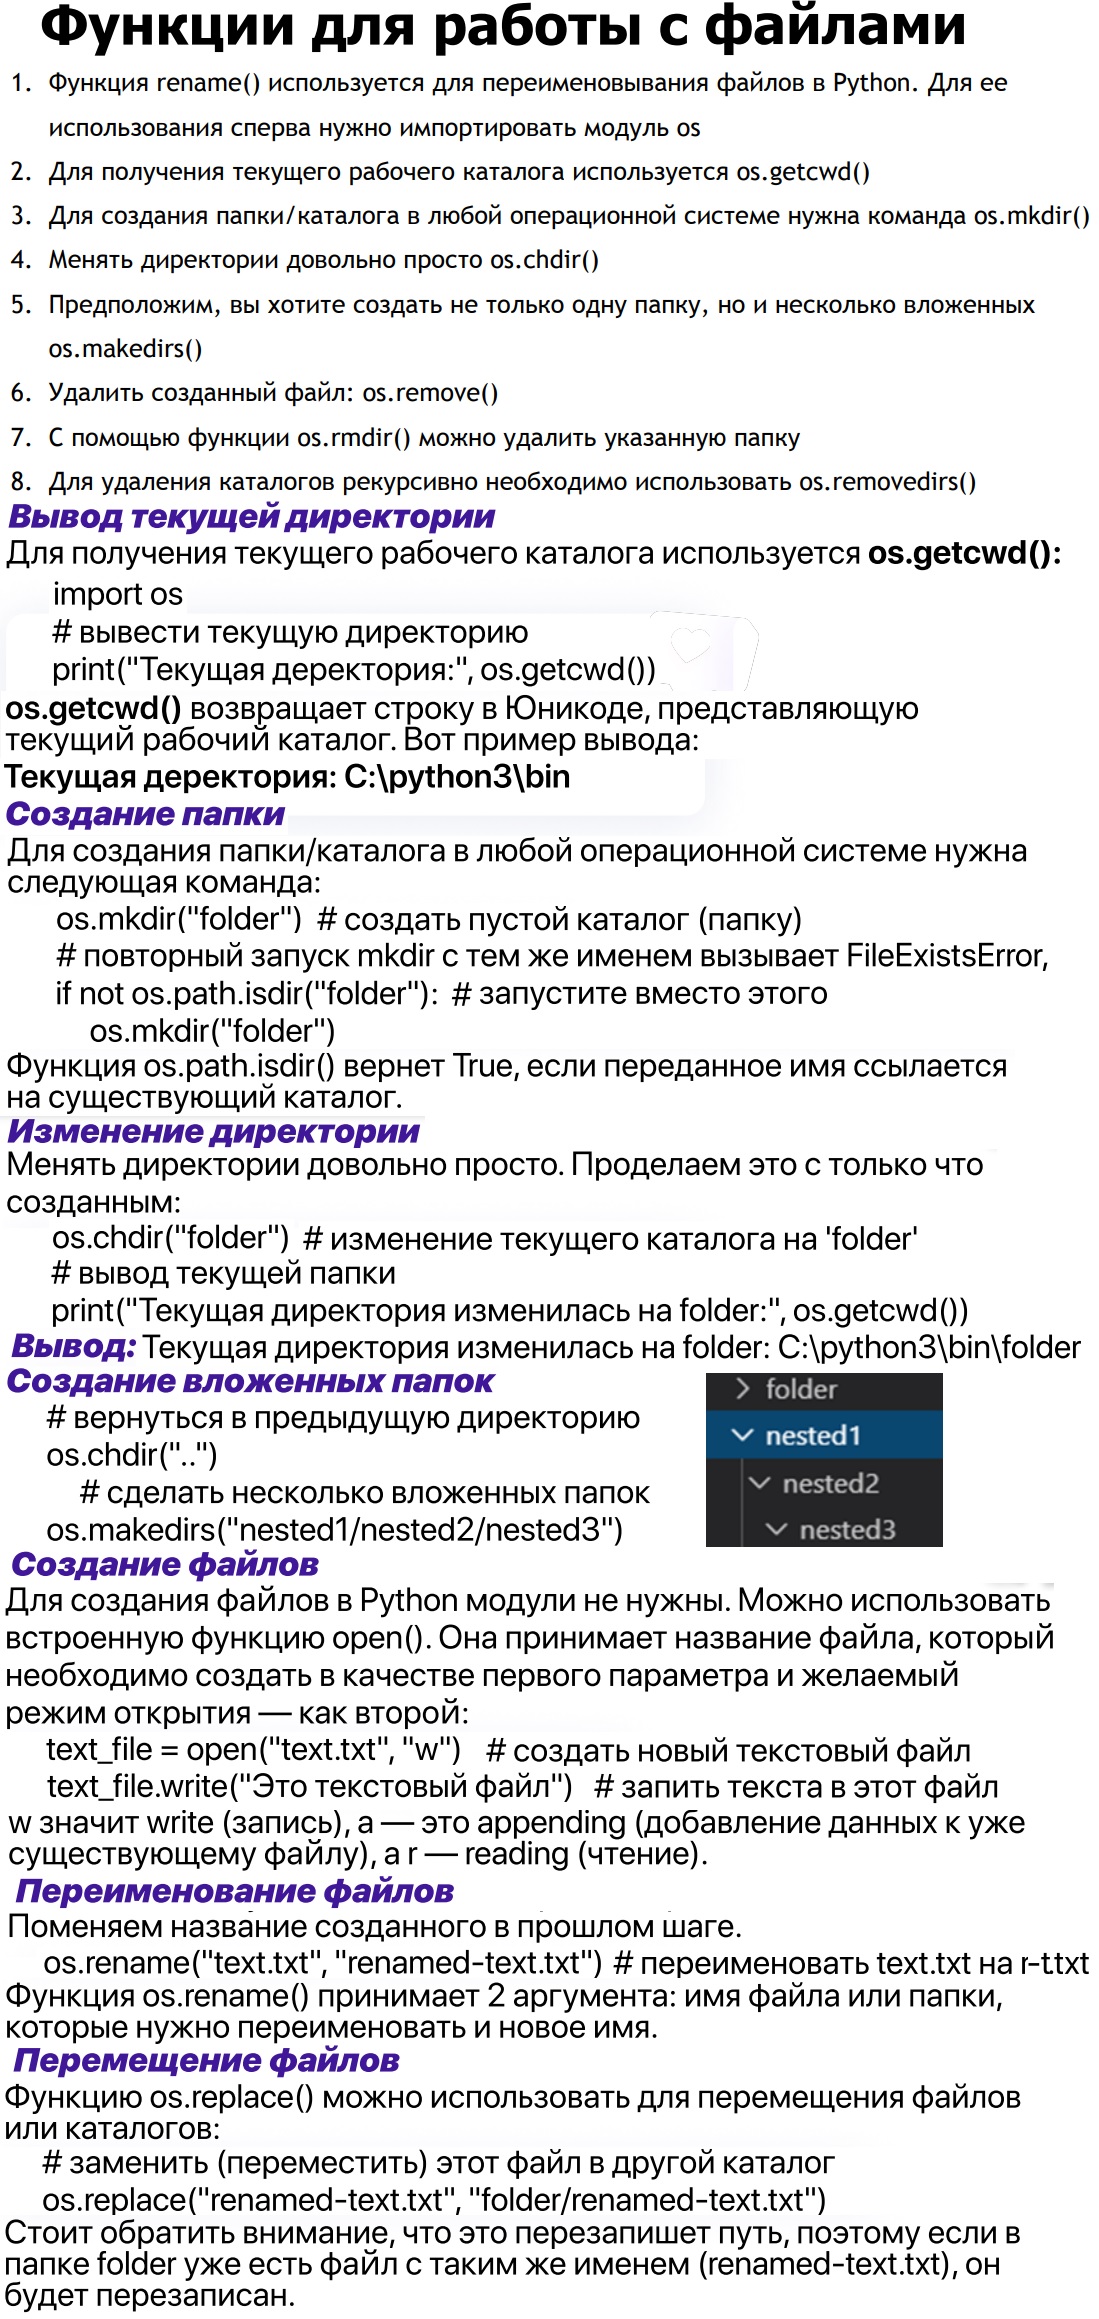 Функции для работы с файлами
1. Функция rename() используется для переименовывания файлов в Python. Для ее
использования сперва нужно импортировать модуль os
2. Для получения текущего рабочего каталога используется os.getcwd()
3. Для создания папки/каталога в любой операционной системе нужна команда os.mkdir()
4. Менять директории довольно просто os.chdir()
5. Предположим, вы хотите создать не только одну папку, но и несколько вложенных
os.makedirs()
6. Удалить созданный файл: os.remove()
7. С помощью функции os.rmdir() можно удалить указанную папку
8. Для удаления каталогов рекурсивно необходимо использовать os.removedirs()
Вывод текущей директории
Для получения текущего рабочего каталога используется os.getcwd():
import os
# вывести текущую директорию
print("Текущая деректория:", os.getcwd())
os.getcwd() возвращает строку в Юникоде, представляющую
текущий рабочий каталог. Вот пример вывода:
Текущая деректория: C:\python3\bin
Создание папки
Для создания папки/каталога в любой операционной системе нужна
следующая команда:
os.mkdir("folder") # создать пустой каталог (папку)
# повторный запуск mkdir с тем же именем вызывает FileExistsError,
if not os.path.isdir("folder"): # запустите вместо этого
os.mkdir("folder")
Функция os.path.isdir() вернет True, если переданное имя ссылается
на существующий каталог.
Изменение директории
Менять директории довольно просто. Проделаем это с только что
созданным:
os.chdir("folder") # изменение текущего каталога на 'folder'
# вывод текущей папки
print("Текущая директория изменилась на folder:", os.getcwd())
Вывод: Текущая директория изменилась на folder: C:\python3\bin\folder
Создание вложенных папок
# вернуться в предыдущую директорию
os.chdir("..")
# сделать несколько вложенных папок
os.makedirs("nested1/nested2/nested3")
folder
nested1
nested2
nested3
Создание файлов
Для создания файлов в Python модули не нужны. Можно использовать
встроенную функцию open(). Она принимает название файла, который
необходимо создать в качестве первого параметра и желаемый
режим открытия — как второй:
text_file = open("text.txt", "w") # создать новый текстовый файл
text_file.write("Это текстовый файл") # запить текста в этот файл
w значит write (запись), a — это appending (добавление данных к уже
существующему файлу), а r — reading (чтение).
Переименование файлов
Поменяем название созданного в прошлом шаге.
os.rename("text.txt", "renamed-text.txt") # переименовать text.txt на r-t.txt
Функция os.rename() принимает 2 аргумента: имя файла или папки,
которые нужно переименовать и новое имя.
Перемещение файлов
Функцию os.replace() можно использовать для перемещения файлов
или каталогов:
# заменить (переместить) этот файл в другой каталог
os.replace("renamed-text.txt", "folder/renamed-text.txt")
Стоит обратить внимание, что это перезапишет путь, поэтому если в
папке folder уже есть файл с таким же именем (renamed-text.txt), он
будет перезаписан.